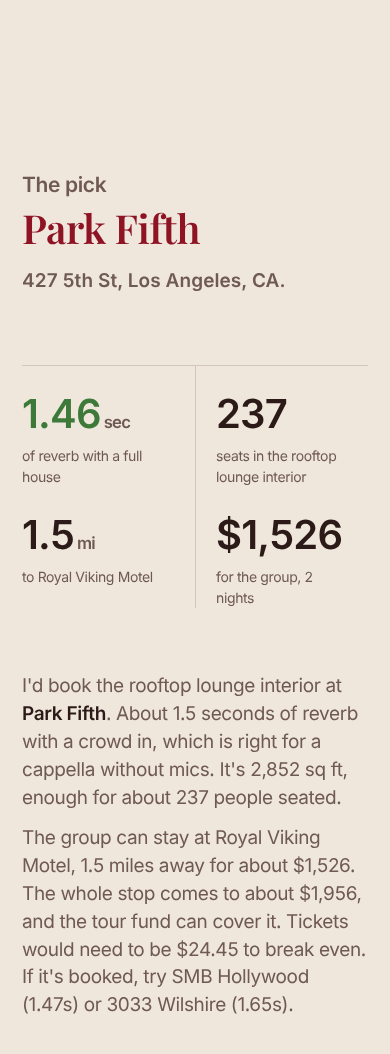 The pick
Park Fifth
427 5th St, Los Angeles, CA.
1.46 sec
of reverb with a full
house
237
seats in the rooftop
lounge interior
1.5 mi
to Royal Viking Motel
$1,526
for the group, 2
nights
I'd book the rooftop lounge interior at
Park Fifth. About 1.5 seconds of reverb
with a crowd in, which is right for a
cappella without mics. It's 2,852 sq ft,
enough for about 237 people seated.
The group can stay at Royal Viking
Motel, 1.5 miles away for about $1,526.
The whole stop comes to about $1,956,
and the tour fund can cover it. Tickets
would need to be $24.45 to break even.
If it's booked, try SMB Hollywood
(1.47s) or 3033 Wilshire (1.65s).